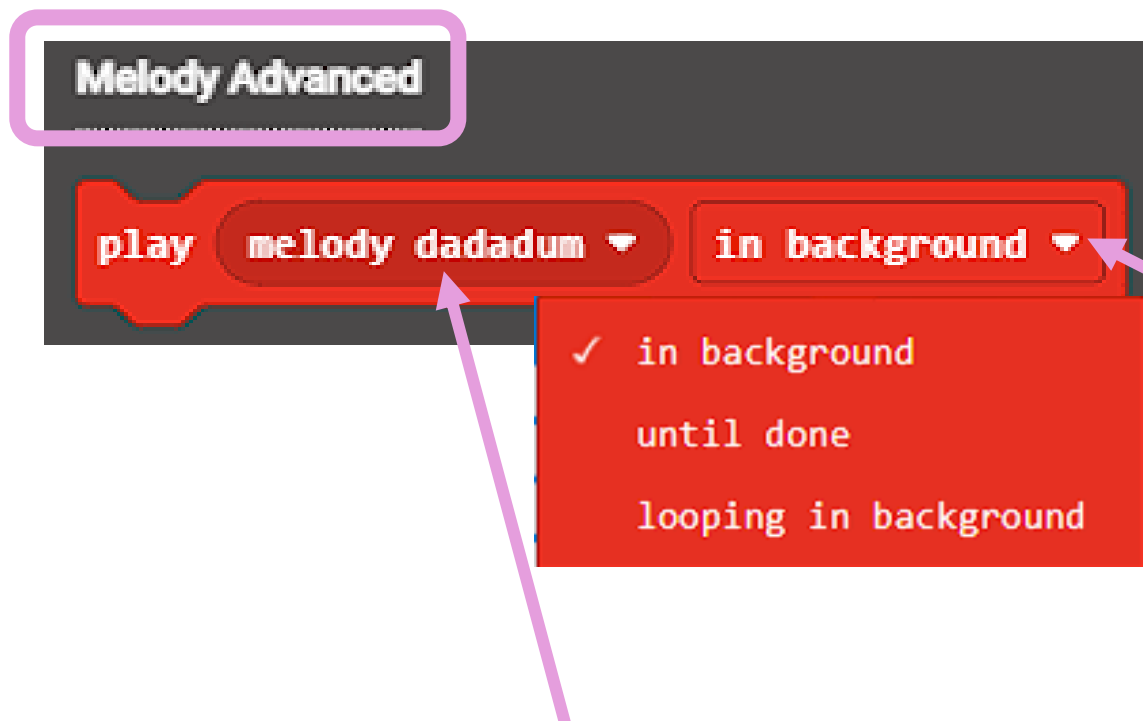 Melody Advanced
play melody dadadum in background
✓ in background
until done
looping in background